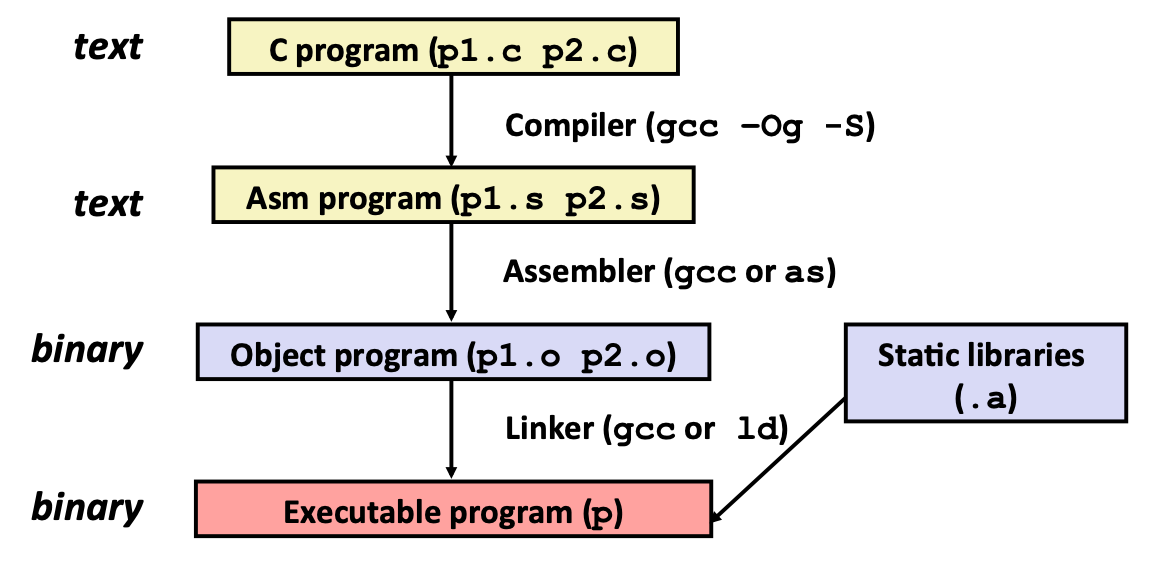 text
C program (p1.c p2.c)
Compiler (gcc –Og -S)
text
Asm program (p1.s p2.s)
Assembler (gcc or as)
binary
Object program (p1.o p2.o)
Static libraries
(.a)
Linker (gcc or ld)
binary
Executable program (p)